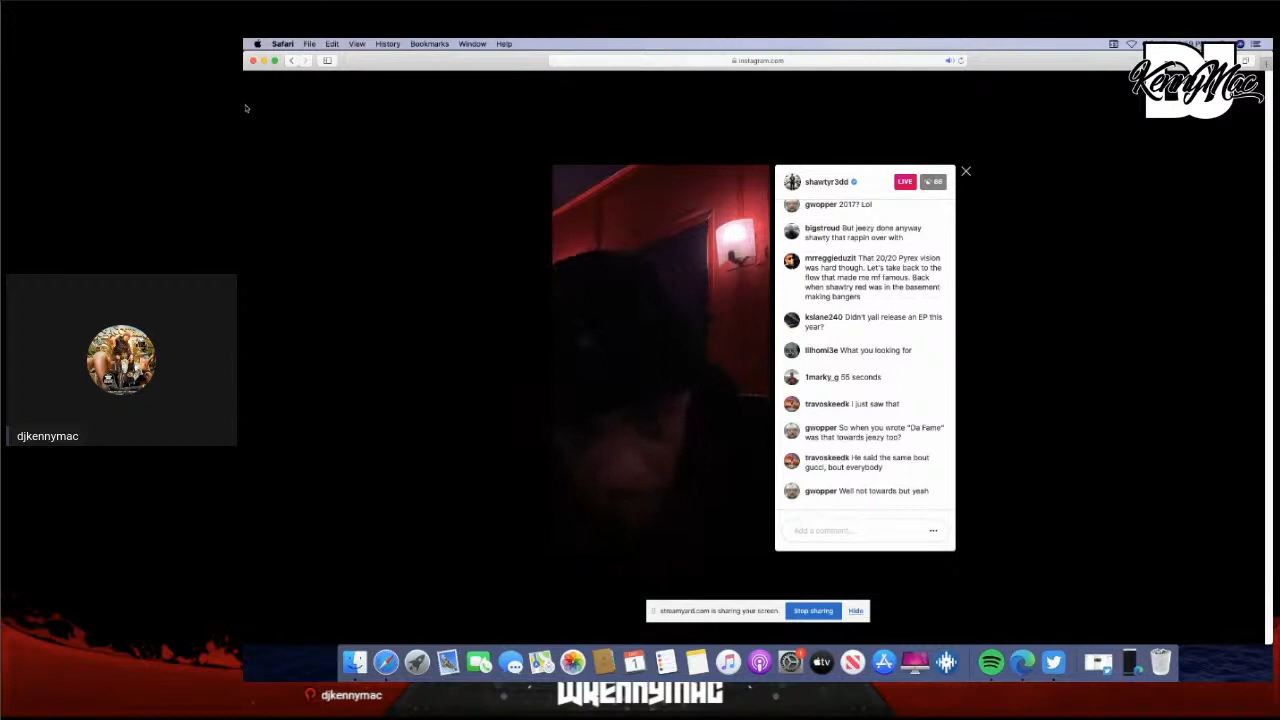 Safari File Edit View History Bookmarks Window Help
instagram.com
DJ
KennyMac
shawtyr3dd LIVE 66
gwopper 2017? Lol
bigstroud But jeezy done anyway
shawty that rappin over with
mrreggieduzit That 20/20 Pyrex vision
was hard though. Let's take back to the
flow that made me mf famous. Back
when shawtry red was in the basement
making bangers
kslane240 Didn't yall release an EP this
year?
lilhomi3e What you looking for
1marky_g 55 seconds
travoskeedk I just saw that
gwopper So when you wrote "Da Fame"
was that towards jeezy too?
travoskeedk He said the same bout
gucci, bout everybody
gwopper Well not towards but yeah
Add a comment...
djkennymac
streamyard.com is sharing your screen. Stop sharing Hide
1
tv
djkennymac